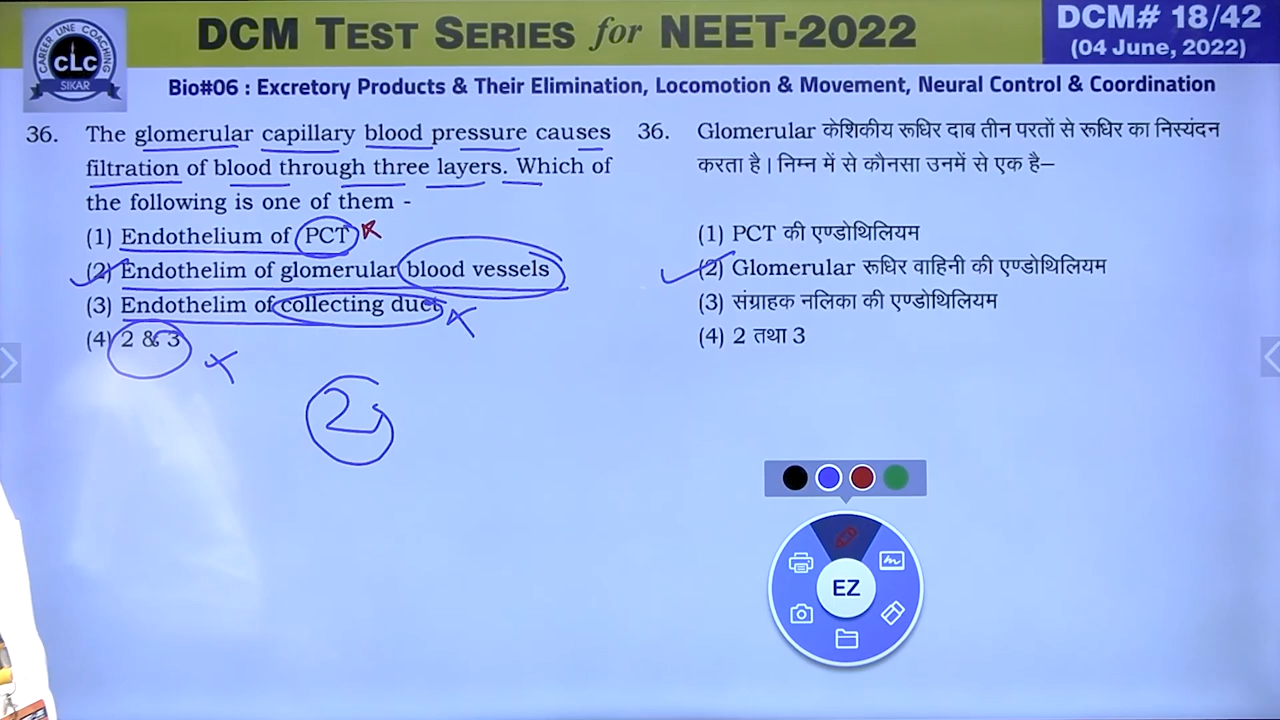 CAREER LINE COACHING
CLC
SIKAR
DCM TEST SERIES for NEET-2022
DCM# 18/42
(04 June, 2022)
Bio#06 : Excretory Products & Their Elimination, Locomotion & Movement, Neural Control & Coordination
36. The glomerular capillary blood pressure causes
filtration of blood through three layers. Which of
the following is one of them -
(1) Endothelium of PCT
(2) Endothelim of glomerular blood vessels
(3) Endothelim of collecting duct
(4) 2 & 3
2
36. Glomerular केशिकीय रूधिर दाब तीन परतों से रूधिर का निस्यंदन
करता है। निम्न में से कौनसा उनमें से एक है–
(1) PCT की एण्डोथिलियम
(2) Glomerular रूधिर वाहिनी की एण्डोथिलियम
(3) संग्राहक नलिका की एण्डोथिलियम
(4) 2 तथा 3
EZ